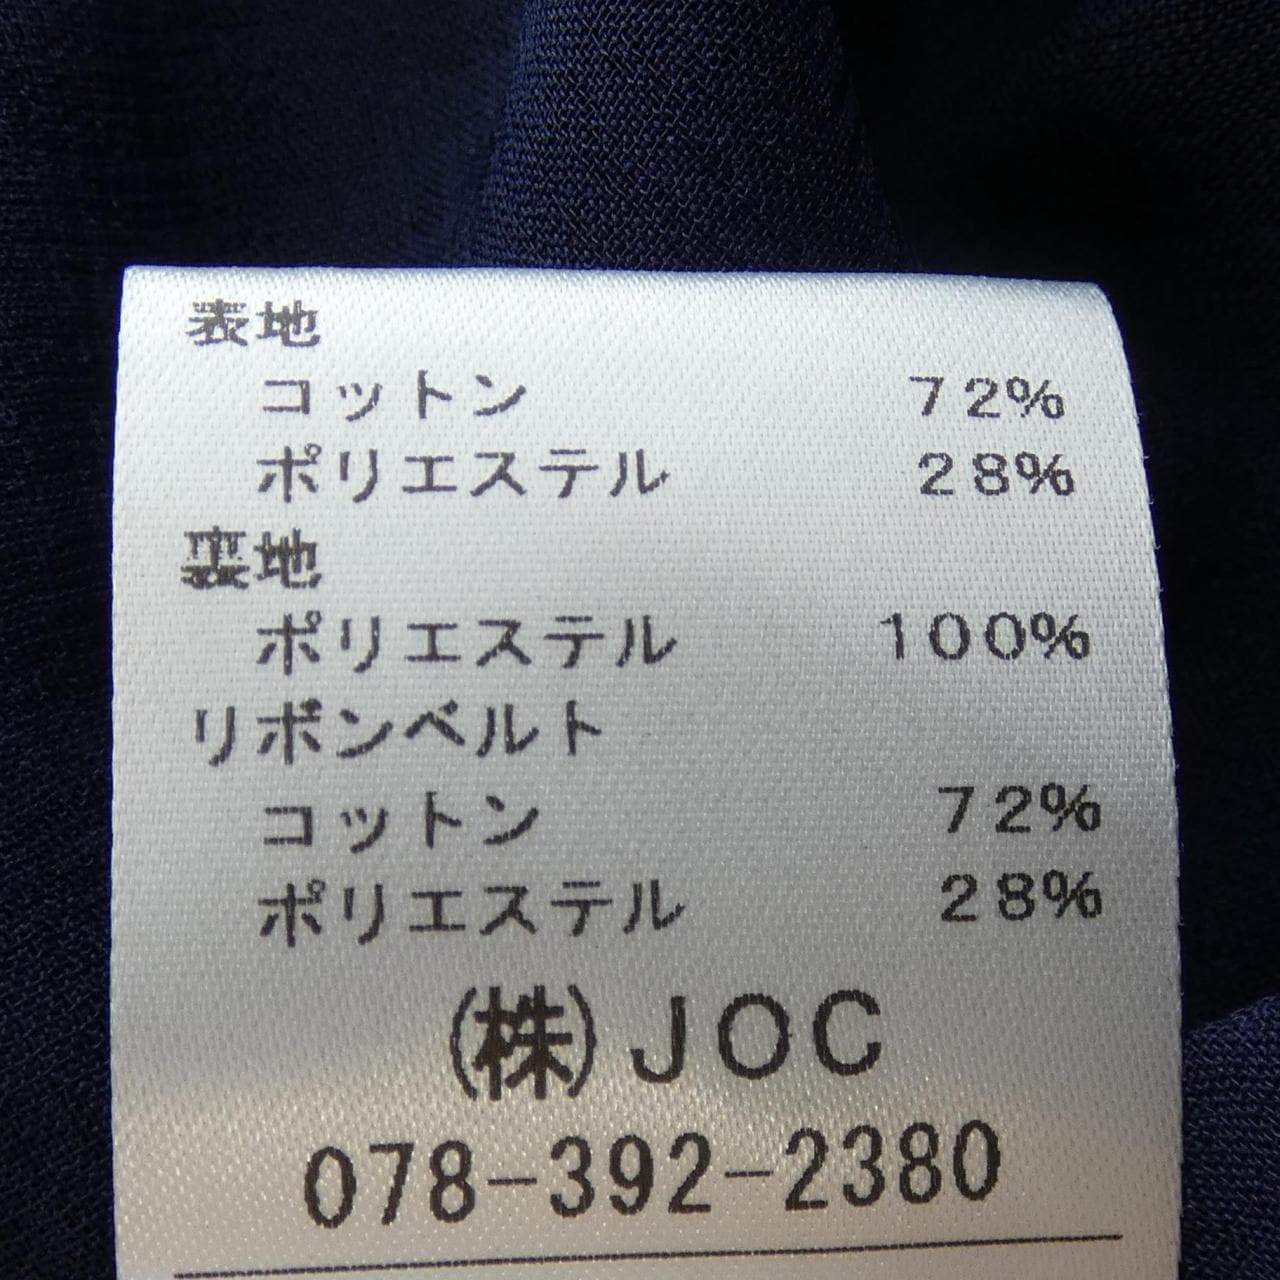 表地
コットン 72%
ポリエステル 28%
裏地
ポリエステル 100%
リボンベルト
コットン 72%
ポリエステル 28%
(株)JOC
078-392-2380